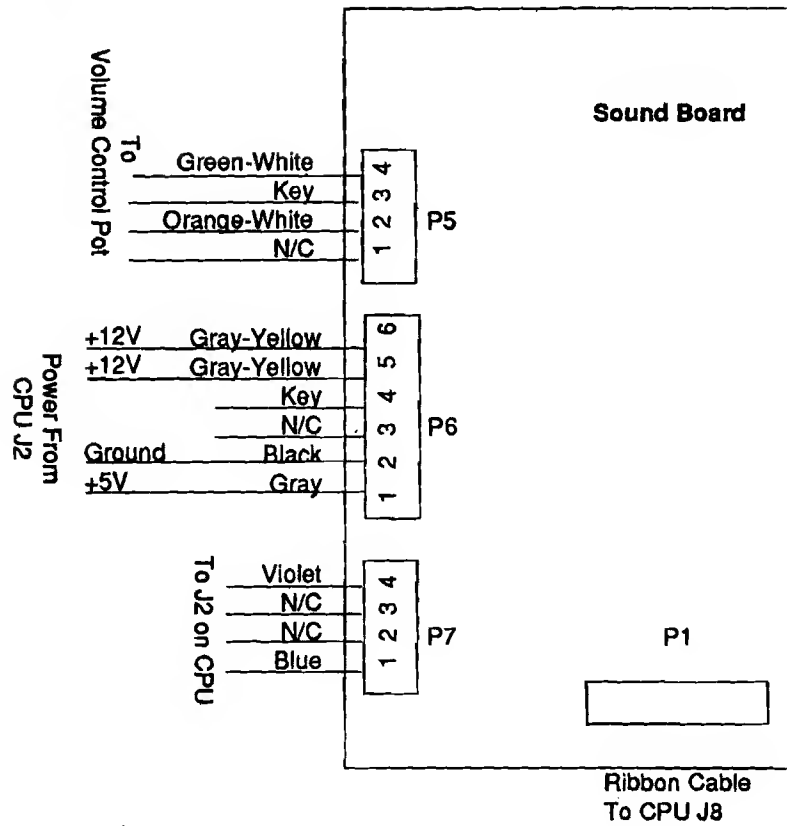 Sound Board
To
Volume Control Pot
Green-White 4
Key 3
Orange-White 2
N/C 1
P5
Power From
CPU J2
6
+12V Gray-Yellow 5
+12V Gray-Yellow
Key 4
N/C 3
Ground Black 2
+5V Gray 1
P6
To J2 on CPU
Violet 4
N/C 3
N/C 2
Blue 1
P7
P1
Ribbon Cable
To CPU J8